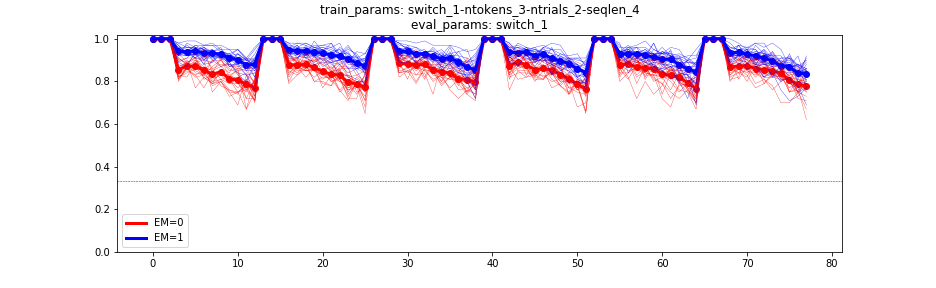 train_params: switch_1-ntokens_3-ntrials_2-seqlen_4
eval_params: switch_1
1.0
0.8
0.6
0.4
0.2
0.0
EM=0
EM=1
0 10 20 30 40 50 60 70 80